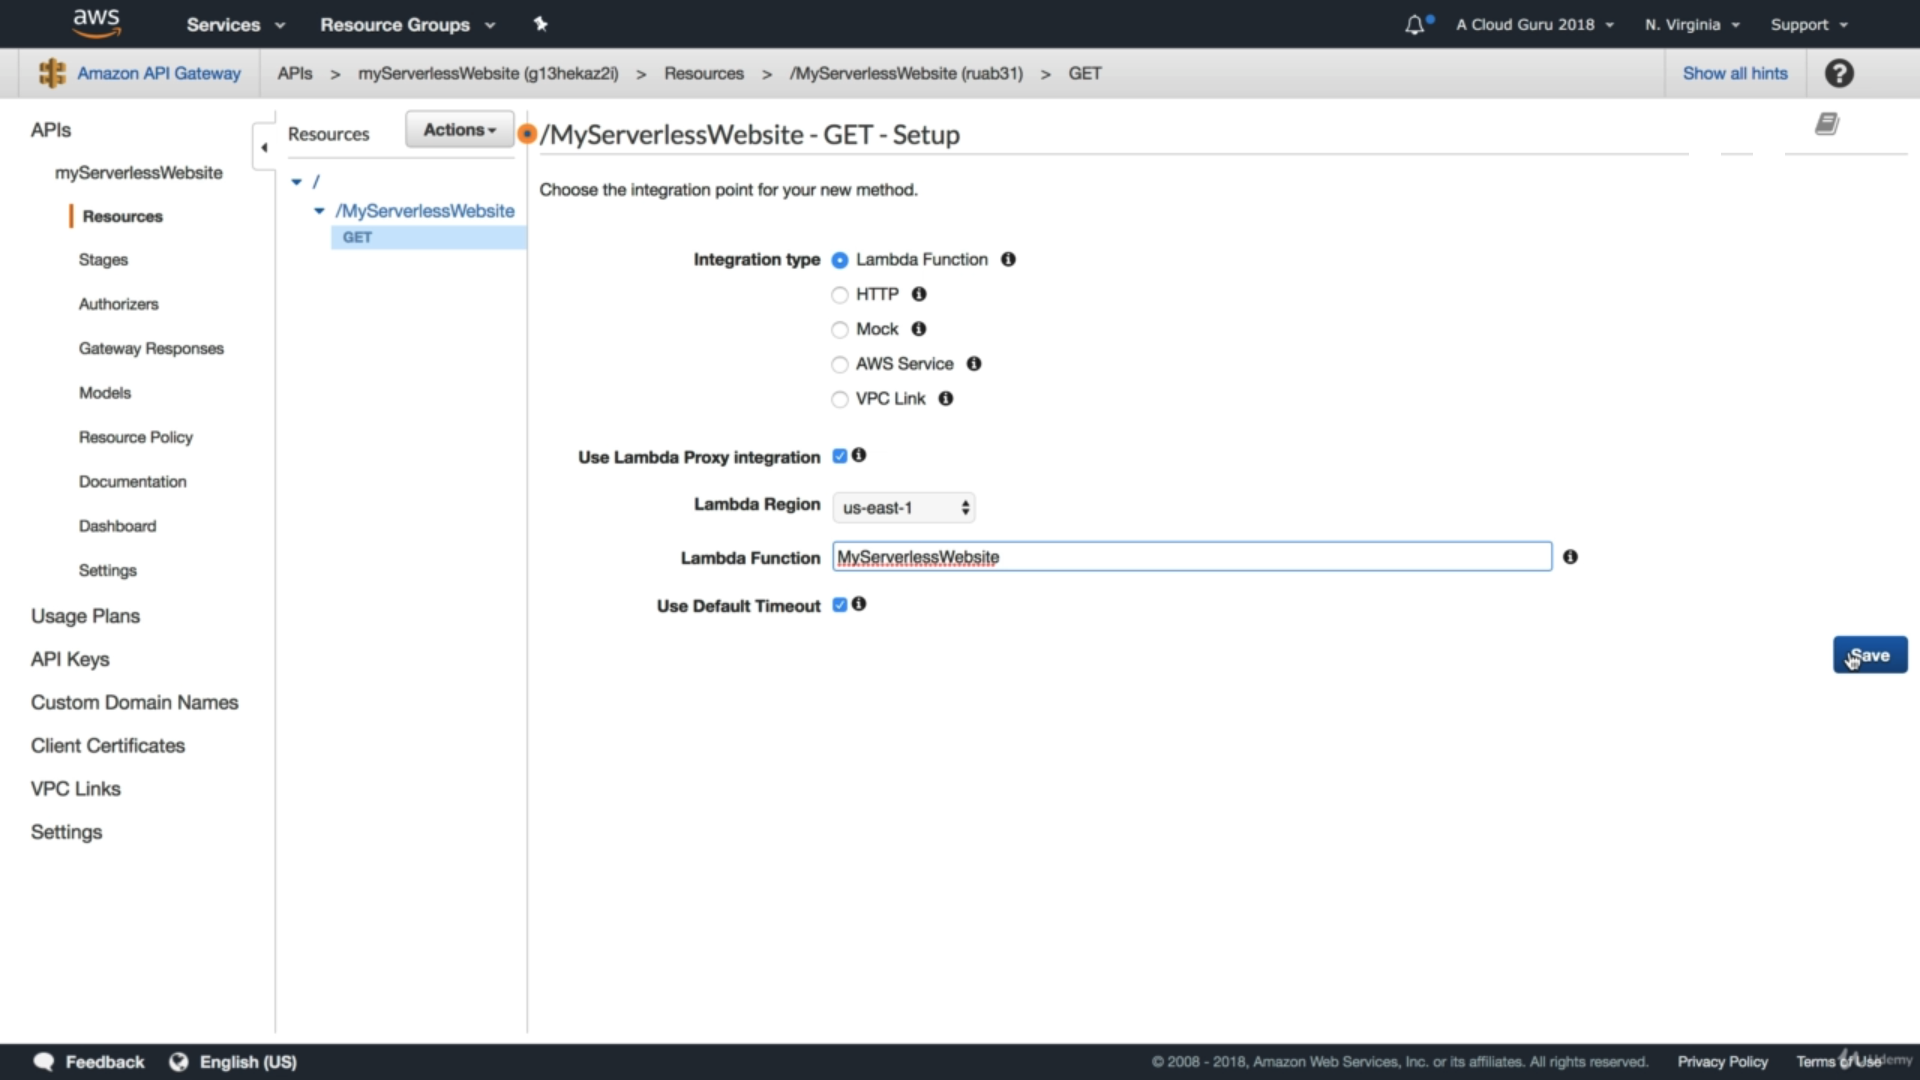 aws Services Resource Groups A Cloud Guru 2018 N. Virginia Support
Amazon API Gateway APIs > myServerlessWebsite (g13hekaz2i) > Resources > /MyServerlessWebsite (ruab31) > GET Show all hints ?
APIs
myServerlessWebsite
Resources
Stages
Authorizers
Gateway Responses
Models
Resource Policy
Documentation
Dashboard
Settings
Usage Plans
API Keys
Custom Domain Names
Client Certificates
VPC Links
Settings
Resources Actions
/
/MyServerlessWebsite
GET
/MyServerlessWebsite - GET - Setup
Choose the integration point for your new method.
Integration type Lambda Function
HTTP
Mock
AWS Service
VPC Link
Use Lambda Proxy integration
Lambda Region us-east-1
Lambda Function MyServerlessWebsite
Use Default Timeout
Save
Feedback English (US) © 2008 - 2018, Amazon Web Services, Inc. or its affiliates. All rights reserved. Privacy Policy Terms of Use